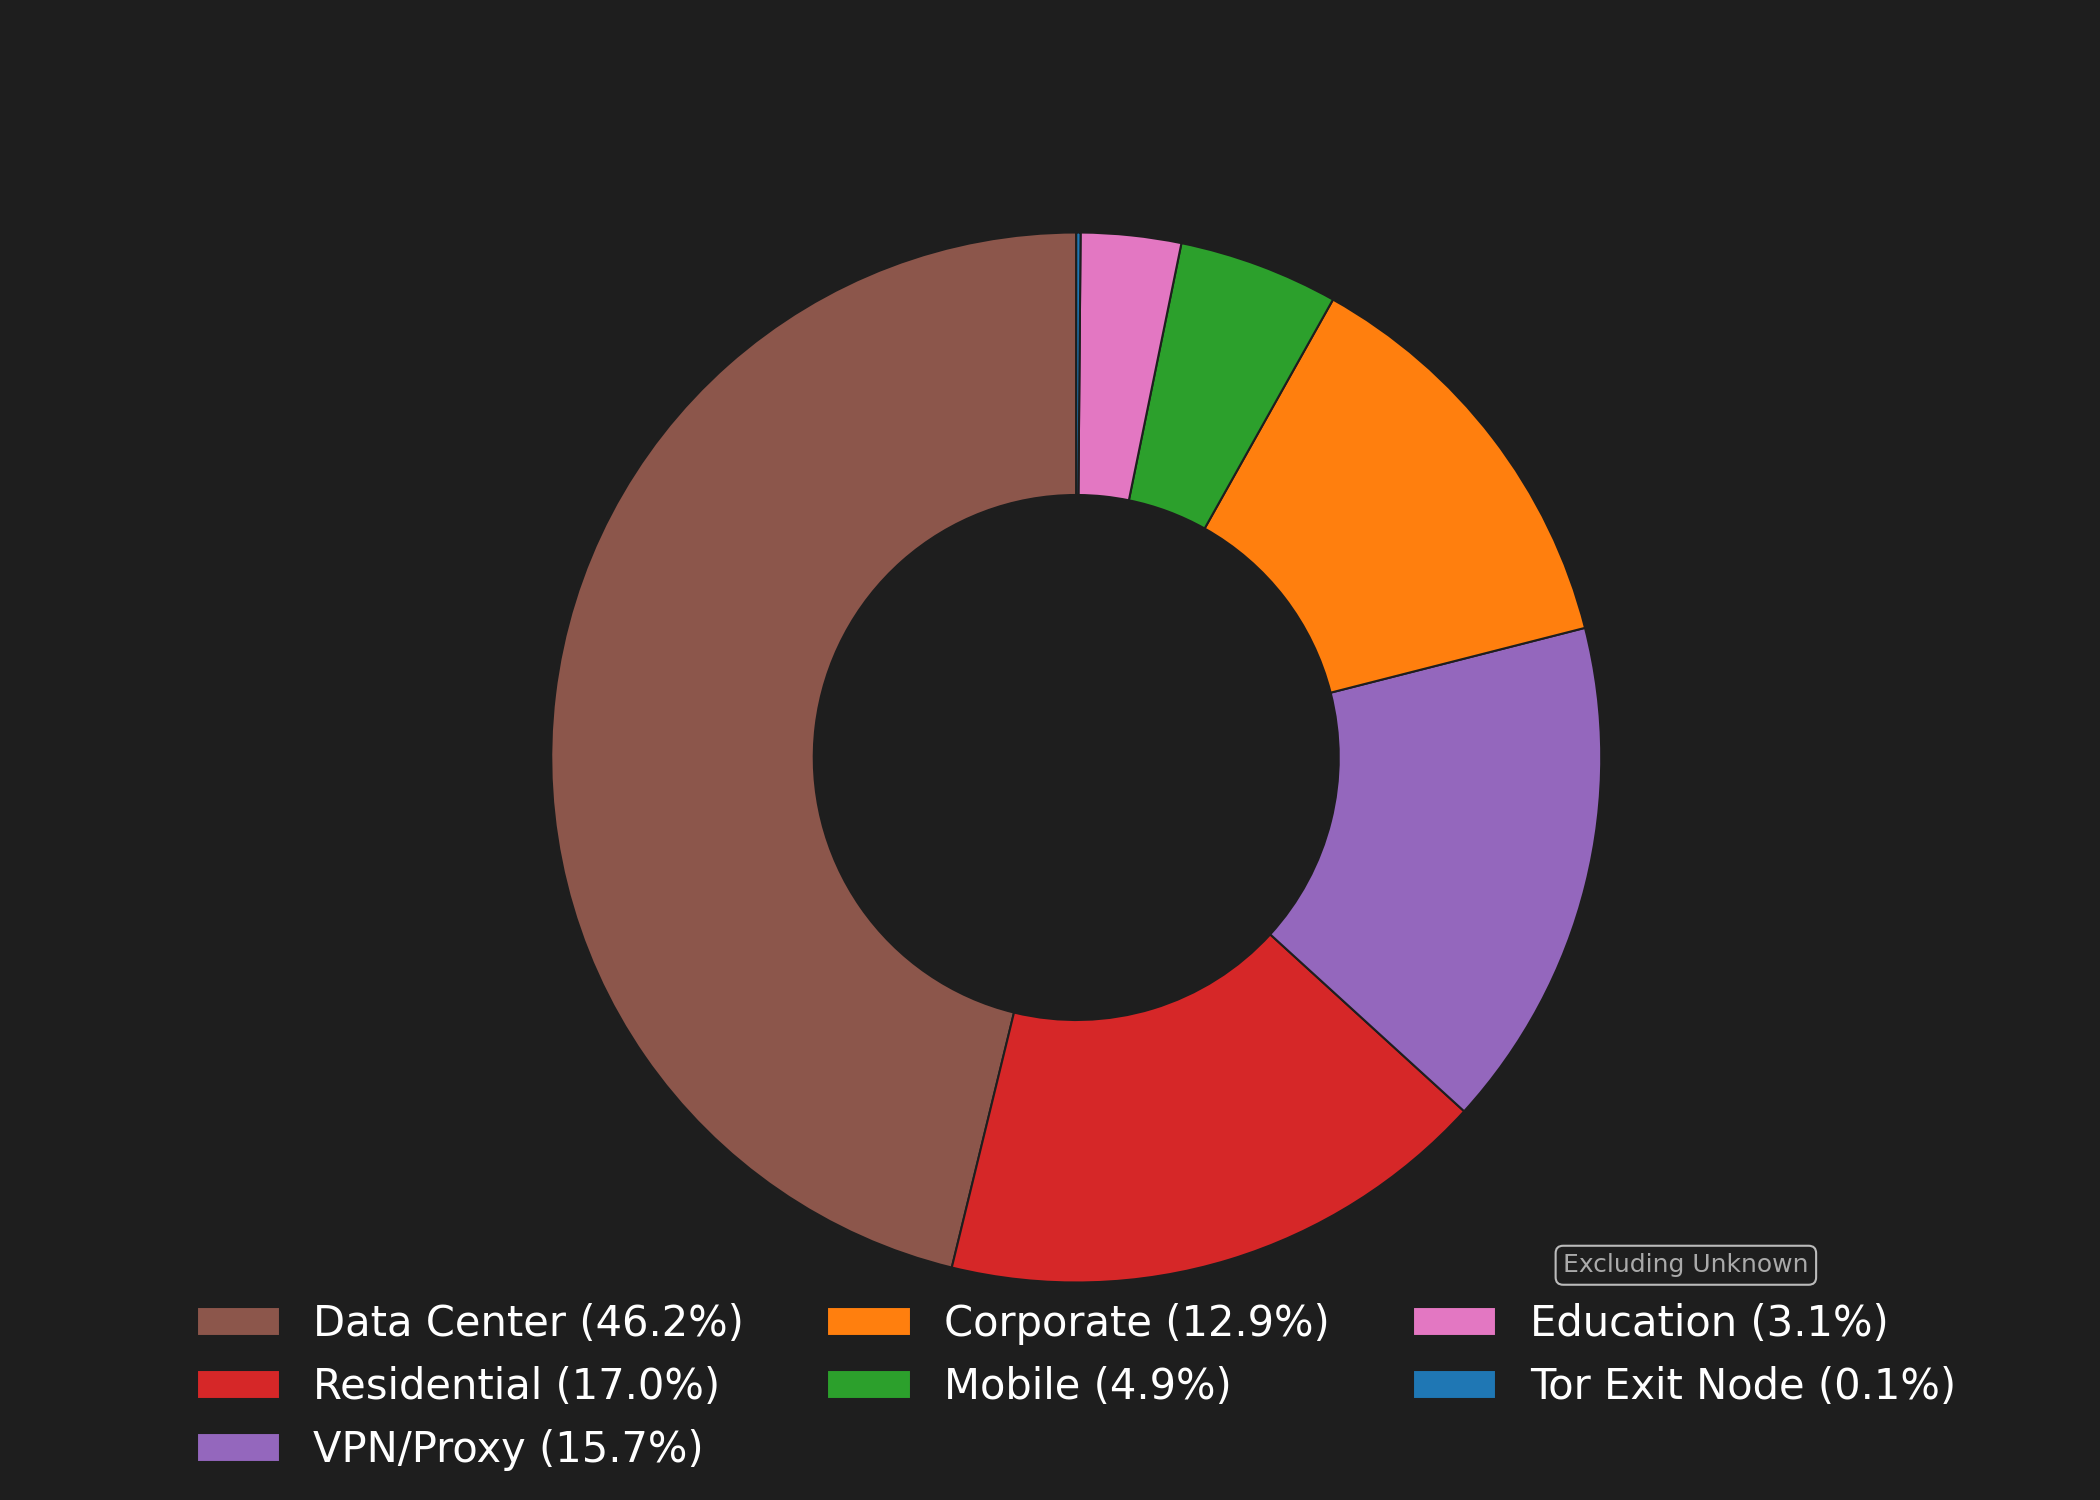 Excluding Unknown
Data Center (46.2%)
Residential (17.0%)
VPN/Proxy (15.7%)
Corporate (12.9%)
Mobile (4.9%)
Education (3.1%)
Tor Exit Node (0.1%)